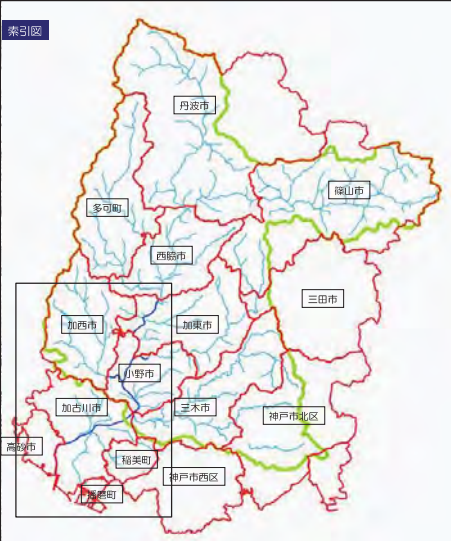 索引図
丹波市
篠山市
多可町
西脇市
三田市
加西市
加東市
小野市
加古川市
三木市
神戸市北区
高砂市
稲美町
神戸市西区
播磨町